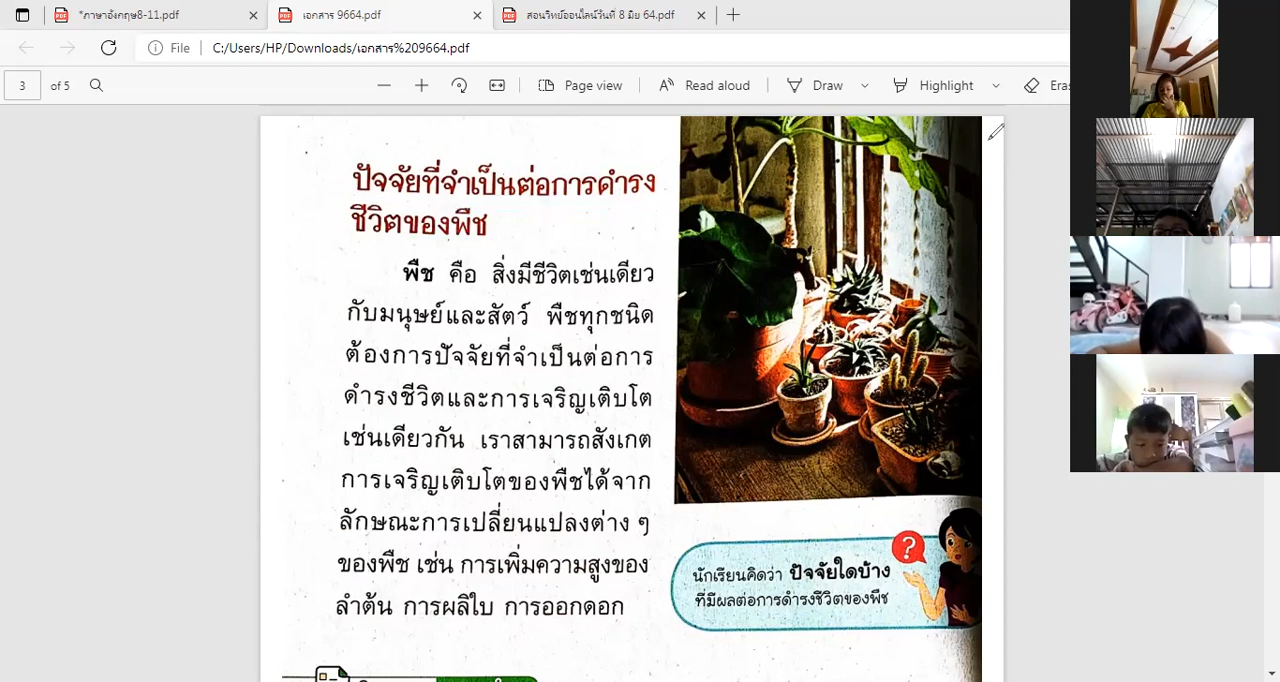 *ภาษาอังกฤษ8-11.pdf
เอกสาร 9664.pdf
สอนวิทย์ออนไลน์วันที่ 8 มิย 64.pdf
File
C:/Users/HP/Downloads/เอกสาร%209664.pdf
3 of 5
Page view
Read aloud
Draw
Highlight
ปัจจัยที่จำเป็นต่อการดำรง
ชีวิตของพืช
พืช คือ สิ่งมีชีวิตเช่นเดียว
กับมนุษย์และสัตว์ พืชทุกชนิด
ต้องการปัจจัยที่จำเป็นต่อการ
ดำรงชีวิตและการเจริญเติบโต
เช่นเดียวกัน เราสามารถสังเกต
การเจริญเติบโตของพืชได้จาก
ลักษณะการเปลี่ยนแปลงต่าง ๆ
ของพืช เช่น การเพิ่มความสูงของ
ลำต้น การผลิใบ การออกดอก
?
นักเรียนคิดว่า ปัจจัยใดบ้าง
ที่มีผลต่อการดำรงชีวิตของพืช